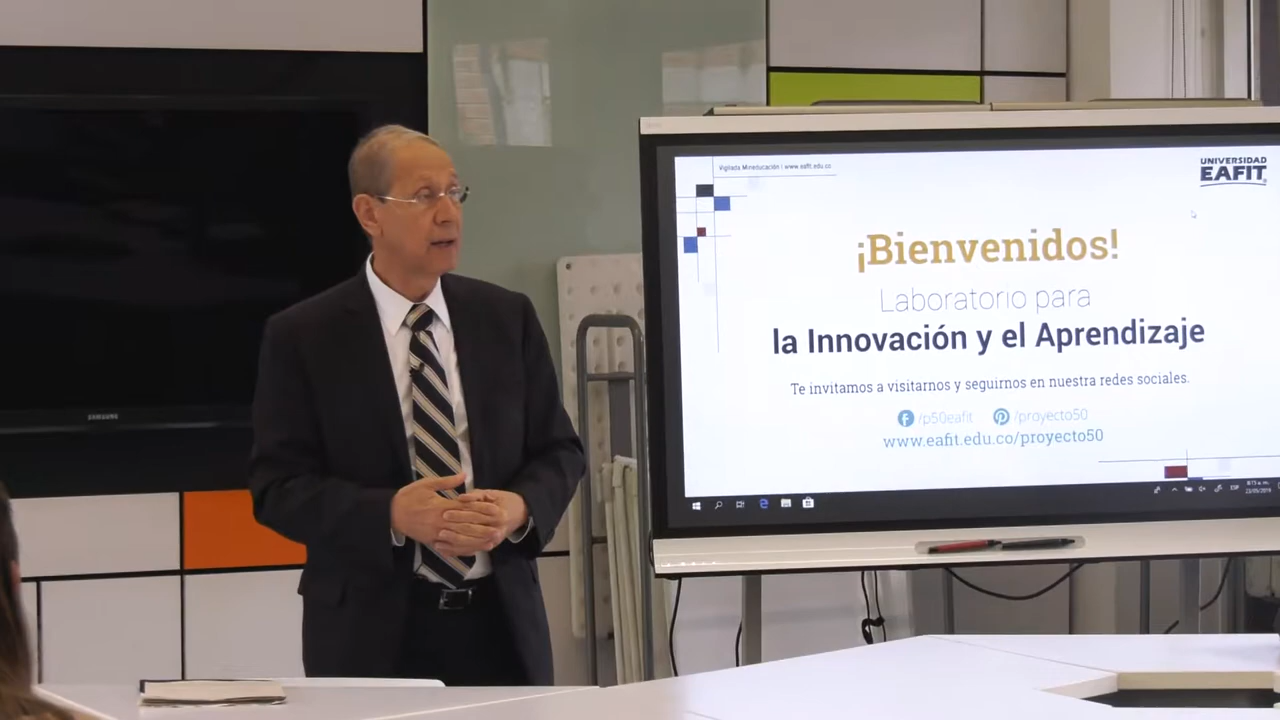 SAMSUNG
Vigilada Mineducación | www.eafit.edu.co
UNIVERSIDAD
EAFIT
¡Bienvenidos!
Laboratorio para
la Innovación y el Aprendizaje
Te invitamos a visitarnos y seguirnos en nuestra redes sociales.
/p50eafit /proyecto50
www.eafit.edu.co/proyecto50
ESP